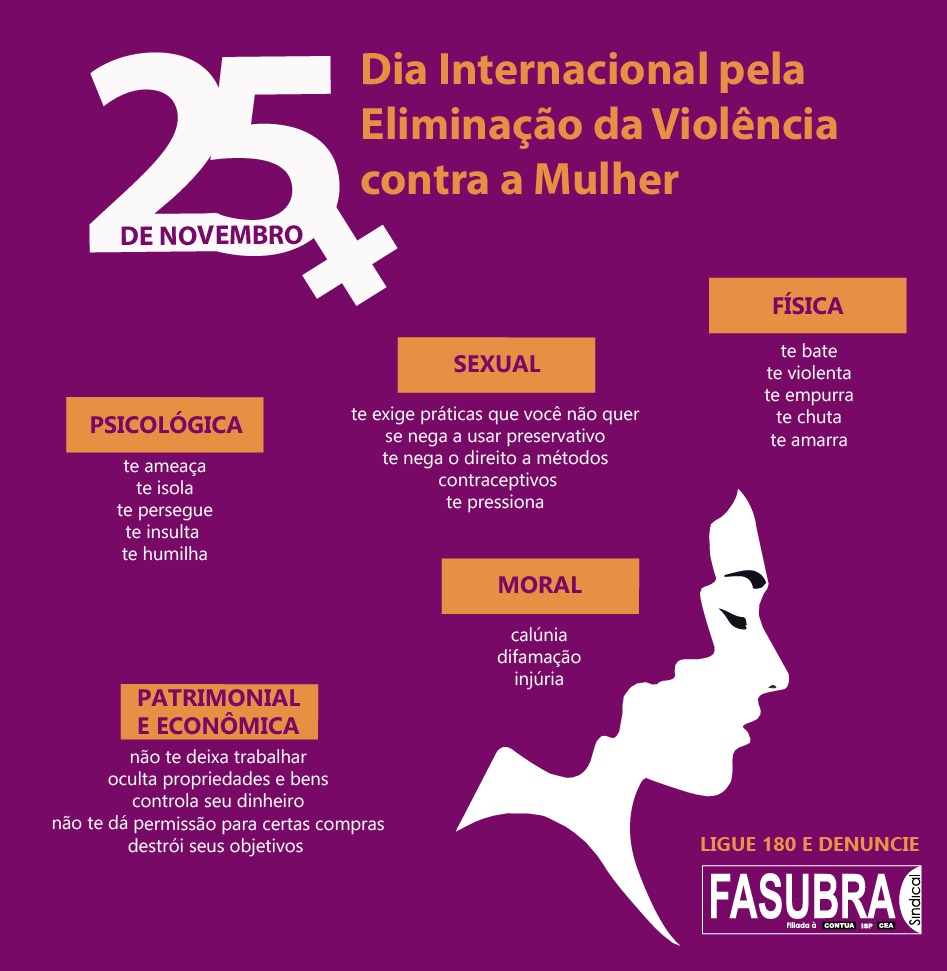 25
DE NOVEMBRO
Dia Internacional pela
Eliminação da Violência
contra a Mulher
FÍSICA
te bate
te violenta
te empurra
te chuta
te amarra
SEXUAL
te exige práticas que você não quer
se nega a usar preservativo
te nega o direito a métodos
contraceptivos
te pressiona
PSICOLÓGICA
te ameaça
te isola
te persegue
te insulta
te humilha
MORAL
calúnia
difamação
injúria
PATRIMONIAL
E ECONÔMICA
não te deixa trabalhar
oculta propriedades e bens
controla seu dinheiro
não te dá permissão para certas compras
destrói seus objetivos
LIGUE 180 E DENUNCIE
FASUBRA
Sindical
Filiada à CONTUA ISP CEA